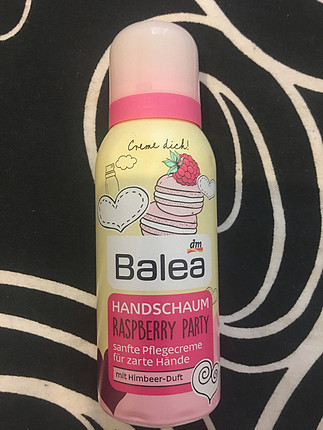 Creme dich!
dm
Balea
HANDSCHAUM
RASPBERRY PARTY
sanfte Pflegecreme
für zarte Hände
mit Himbeer-Duft